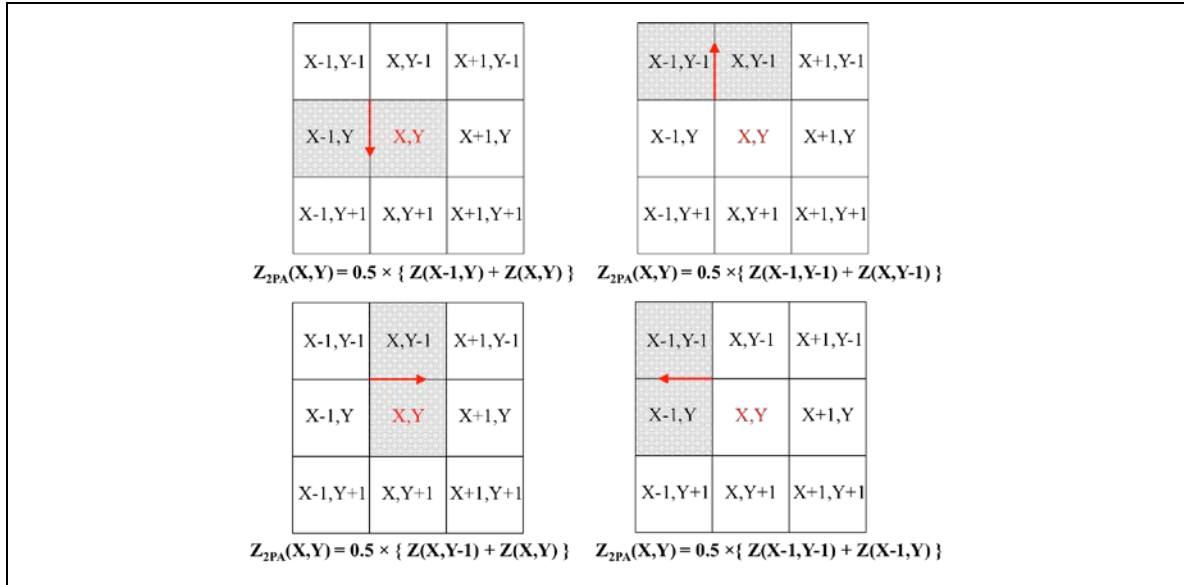 X-1,Y-1 X,Y-1 X+1,Y-1
X-1,Y X,Y X+1,Y
X-1,Y+1 X,Y+1 X+1,Y+1
Z2PA(X,Y) = 0.5 × { Z(X-1,Y) + Z(X,Y) }
X-1,Y-1 X,Y-1 X+1,Y-1
X-1,Y X,Y X+1,Y
X-1,Y+1 X,Y+1 X+1,Y+1
Z2PA(X,Y) = 0.5 ×{ Z(X-1,Y-1) + Z(X,Y-1) }
X-1,Y-1 X,Y-1 X+1,Y-1
X-1,Y X,Y X+1,Y
X-1,Y+1 X,Y+1 X+1,Y+1
Z2PA(X,Y) = 0.5 × { Z(X,Y-1) + Z(X,Y) }
X-1,Y-1 X,Y-1 X+1,Y-1
X-1,Y X,Y X+1,Y
X-1,Y+1 X,Y+1 X+1,Y+1
Z2PA(X,Y) = 0.5 ×{ Z(X-1,Y-1) + Z(X-1,Y) }